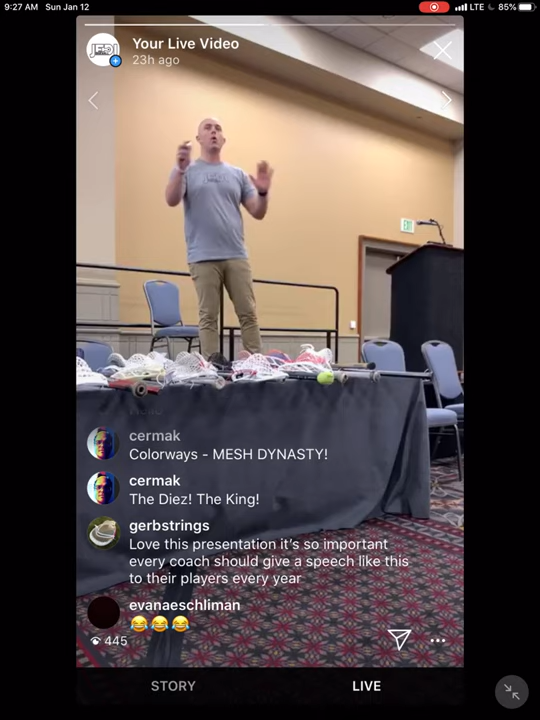 9:27 AM Sun Jan 12
LTE 85%
JEDI
Your Live Video
23h ago
EXIT
cermak
Colorways - MESH DYNASTY!
cermak
The Diez! The King!
gerbstrings
Love this presentation it's so important
every coach should give a speech like this
to their players every year
evanaeschliman
😂😂😂
445
STORY LIVE